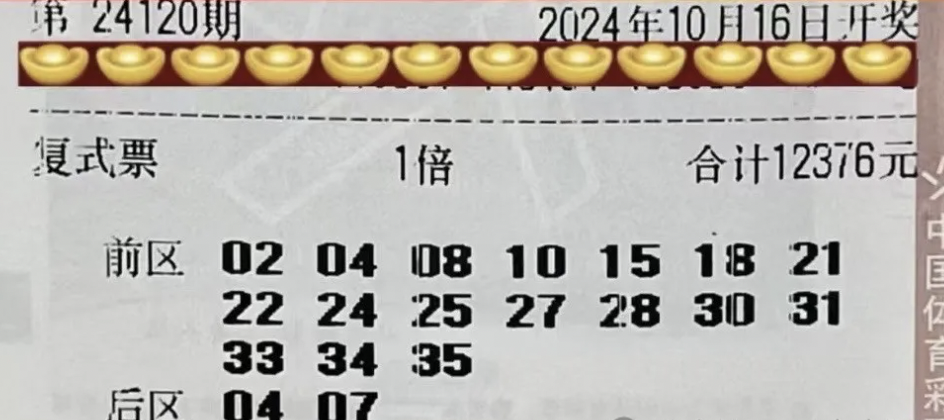 第 24120期 2024年10月16日开奖
复式票 1倍 合计12376元
前区 02 04 08 10 15 18 21
22 24 25 27 28 30 31
33 34 35
后区 04 07
中国体育彩